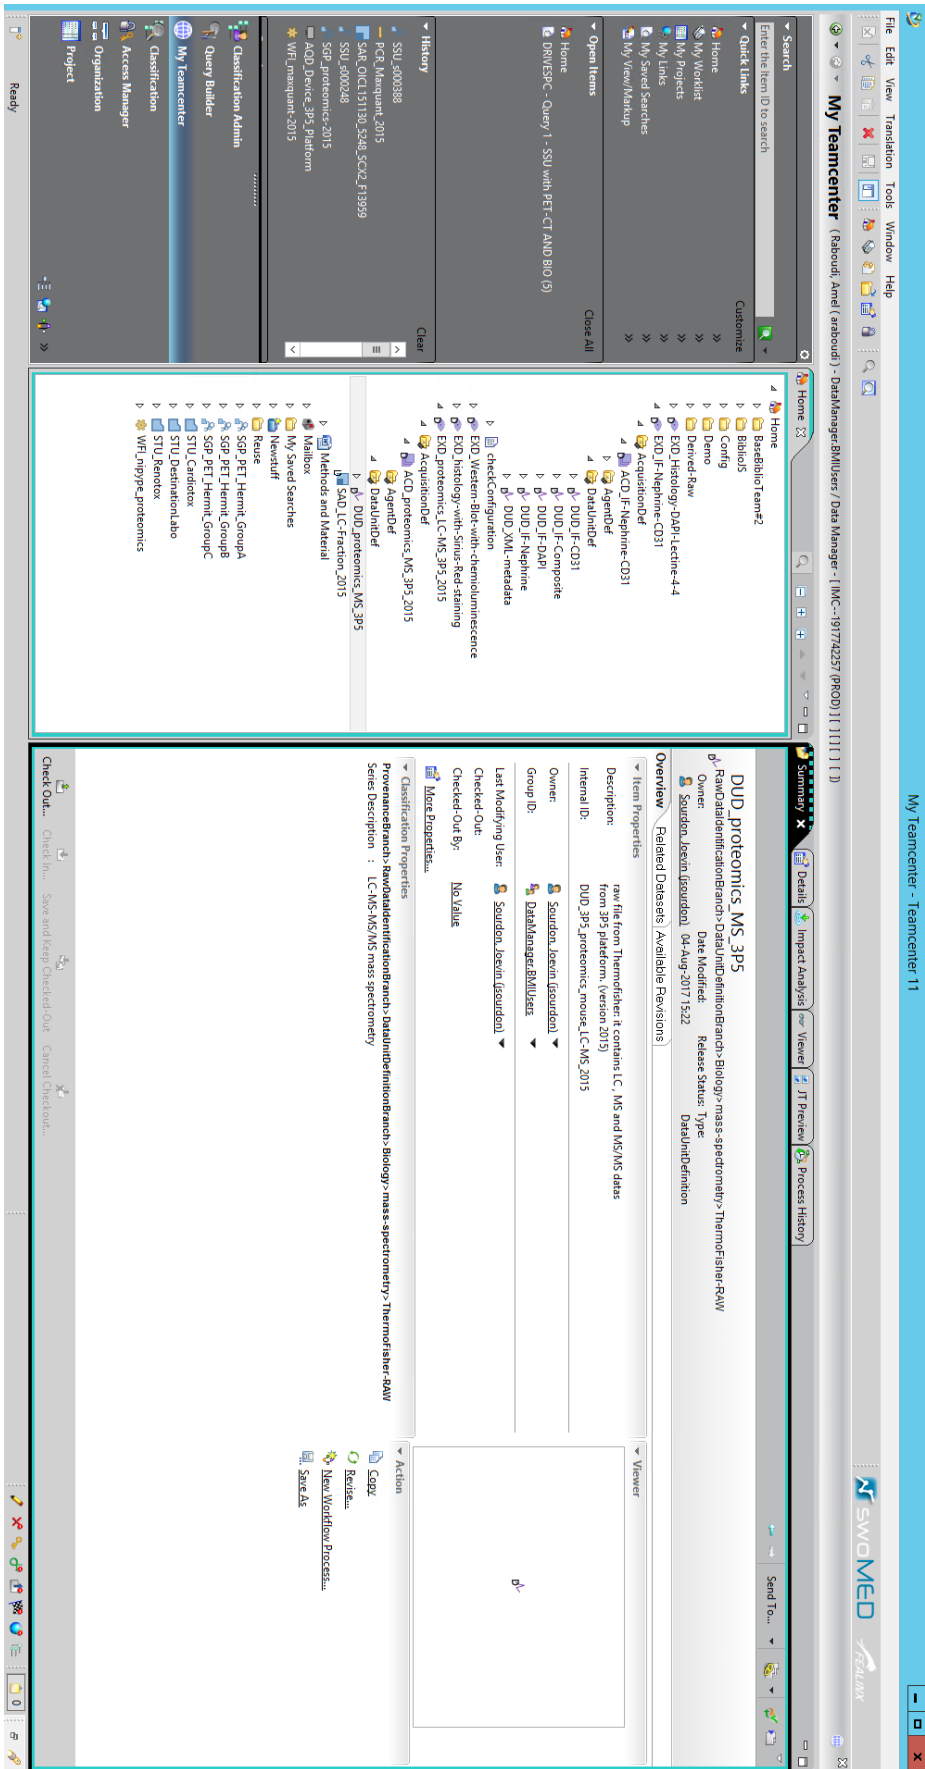 My Teamcenter - Teamcenter 11
File Edit View Translation Tools Window Help
swoMED
FEALINX
My Teamcenter ( Raboudi, Amel ( araboudi ) - DataManager.BMIUsers / Data Manager - [ IMC--1917742257 (PROD) ] [ ] [ ] [ ] [ ] )
Search
Enter the Item ID to search
Quick Links
Customize
Home
My Worklist
My Projects
My Links
My Saved Searches
My View/Markup
Open Items
Close All
Home
DRIVESPC - Query 1 - SSU with PET-CT AND BIO (5)
History
Clear
SSU_s000388
PCR_Maxquant_2015
SAR_OICL151130_5248_SCX2_F13959
SSU_s000248
SGP_proteomics-2015
AQD_Device_3P5_Platform
WFI_maxquant-2015
Classification Admin
Query Builder
My Teamcenter
Classification
Access Manager
Organization
Project
Ready
Home
Home
BaseBiblioTeam#2
BiblioJS
Config
Demo
Derived-Raw
EXD_Histology-DAPI-Lectine-4-4
EXD_IF-Nephrine-CD31
AcquisitionDef
ACD_IF-Nephrine-CD31
AgentDef
DataUnitDef
DUD_IF-CD31
DUD_IF-Composite
DUD_IF-DAPI
DUD_IF-Nephrine
DUD_XML-metadata
checkConfiguration
EXD_Western-Blot-with-chemioluminescence
EXD_histology-with-Sirius-Red-staining
EXD_proteomics_LC-MS_3P5_2015
AcquisitionDef
ACD_proteomics_MS_3P5_2015
AgentDef
DataUnitDef
DUD_proteomics_MS_3P5
SAD_LC-Fraction_2015
Methods and Material
Mailbox
My Saved Searches
Newstuff
Reuse
SGP_PET_Hermit_GroupA
SGP_PET_Hermit_GroupB
SGP_PET_Hermit_GroupC
STU_Cardiotox
STU_DestinationLabo
STU_Renotox
WFI_nipype_proteomics
Summary Details Impact Analysis Viewer JT Preview Process History
Send To...
DUD_proteomics_MS_3P5
RawDataIdentificationBranch>DataUnitDefinitionBranch>Biology>mass-spectrometry>ThermoFisher-RAW
Owner: Date Modified: Release Status: Type:
Sourdon, Joevin (jsourdon) 04-Aug-2017 15:22 DataUnitDefinition
Overview Related Datasets Available Revisions
Item Properties
Description: raw file from Thermofisher: it contains LC , MS and MS/MS datas
from 3P5 plateform. (version 2015)
Internal ID: DUD_3P5_proteomics_mouse_LC-MS_2015
Owner: Sourdon, Joevin (jsourdon)
Group ID: DataManager.BMIUsers
Last Modifying User: Sourdon, Joevin (jsourdon)
Checked-Out:
Checked-Out By: No Value
More Properties...
Classification Properties
ProvenanceBranch>RawDataIdentificationBranch>DataUnitDefinitionBranch>Biology>mass-spectrometry>ThermoFisher-RAW
Series Description : LC-MS-MS/MS mass spectrometry
Viewer
Action
Copy
Revise...
New Workflow Process...
Save As
Check Out... Check In... Save and Keep Checked-Out Cancel Checkout...
0